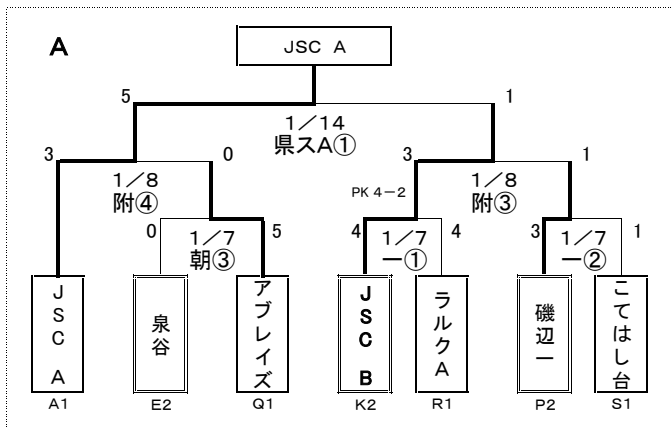 A
JSC A
5
1
1/14
県スA①
3
0
3
1
1/8
附④
PK 4-2
1/8
附③
0
5
4
4
3
1
1/7
朝③
1/7
一①
1/7
一②
JSC A
泉谷
アブレイズ
JSC B
ラルクA
磯辺一
こてはし台
A1
E2
Q1
K2
R1
P2
S1